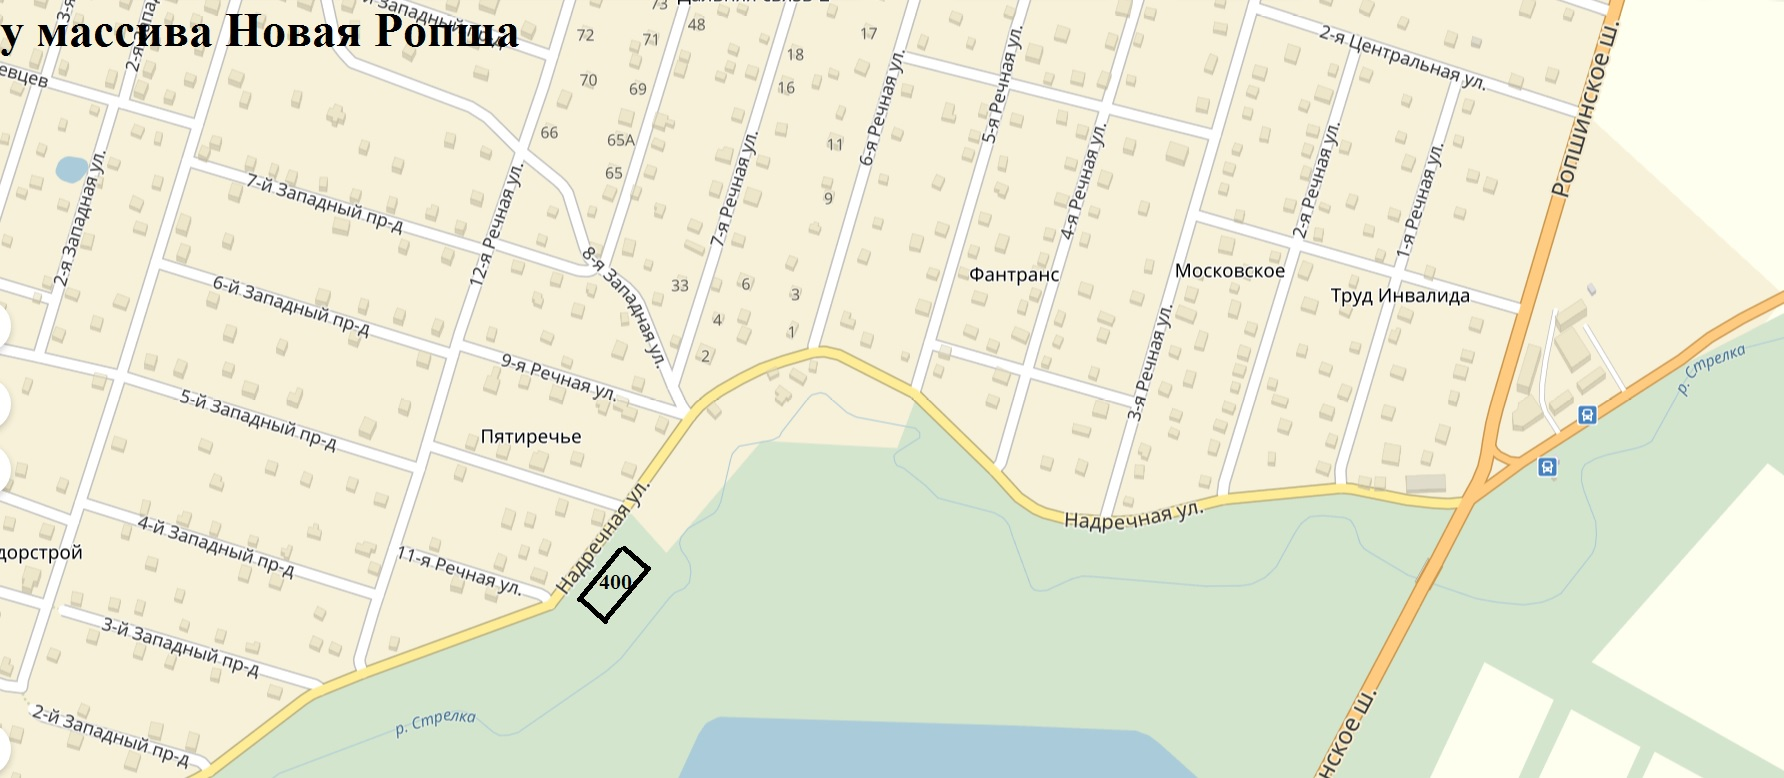 у массива Новая Ропша
73
48
71
72
17
18
70
69
16
66
65А
11
65
9
2-я Центральная ул.
Ропшинское ш.
6-я Речная ул.
5-я Речная ул.
4-я Речная ул.
7-я Речная ул.
2-я Речная ул.
1-я Речная ул.
2-я Западная ул.
7-й Западный пр-д
12-я Речная ул.
8-я Западная ул.
33
6
3
4
1
2
Фантранс
Московское
Труд Инвалида
6-й Западный пр-д
9-я Речная ул.
3-я Речная ул.
р. Стрелка
5-й Западный пр-д
Пятиречье
Надречная ул.
Надречная ул.
4-й Западный пр-д
дорстрой
11-я Речная ул.
400
3-й Западный пр-д
2-й Западный пр-д
р. Стрелка
нское ш.